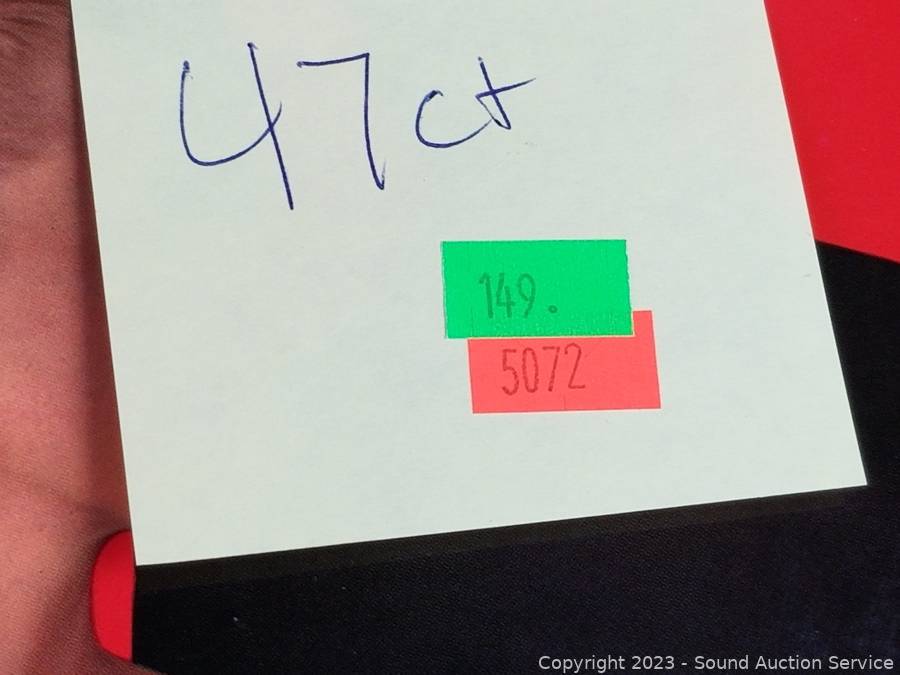 47ct
149.
5072
Copyright 2023 - Sound Auction Service